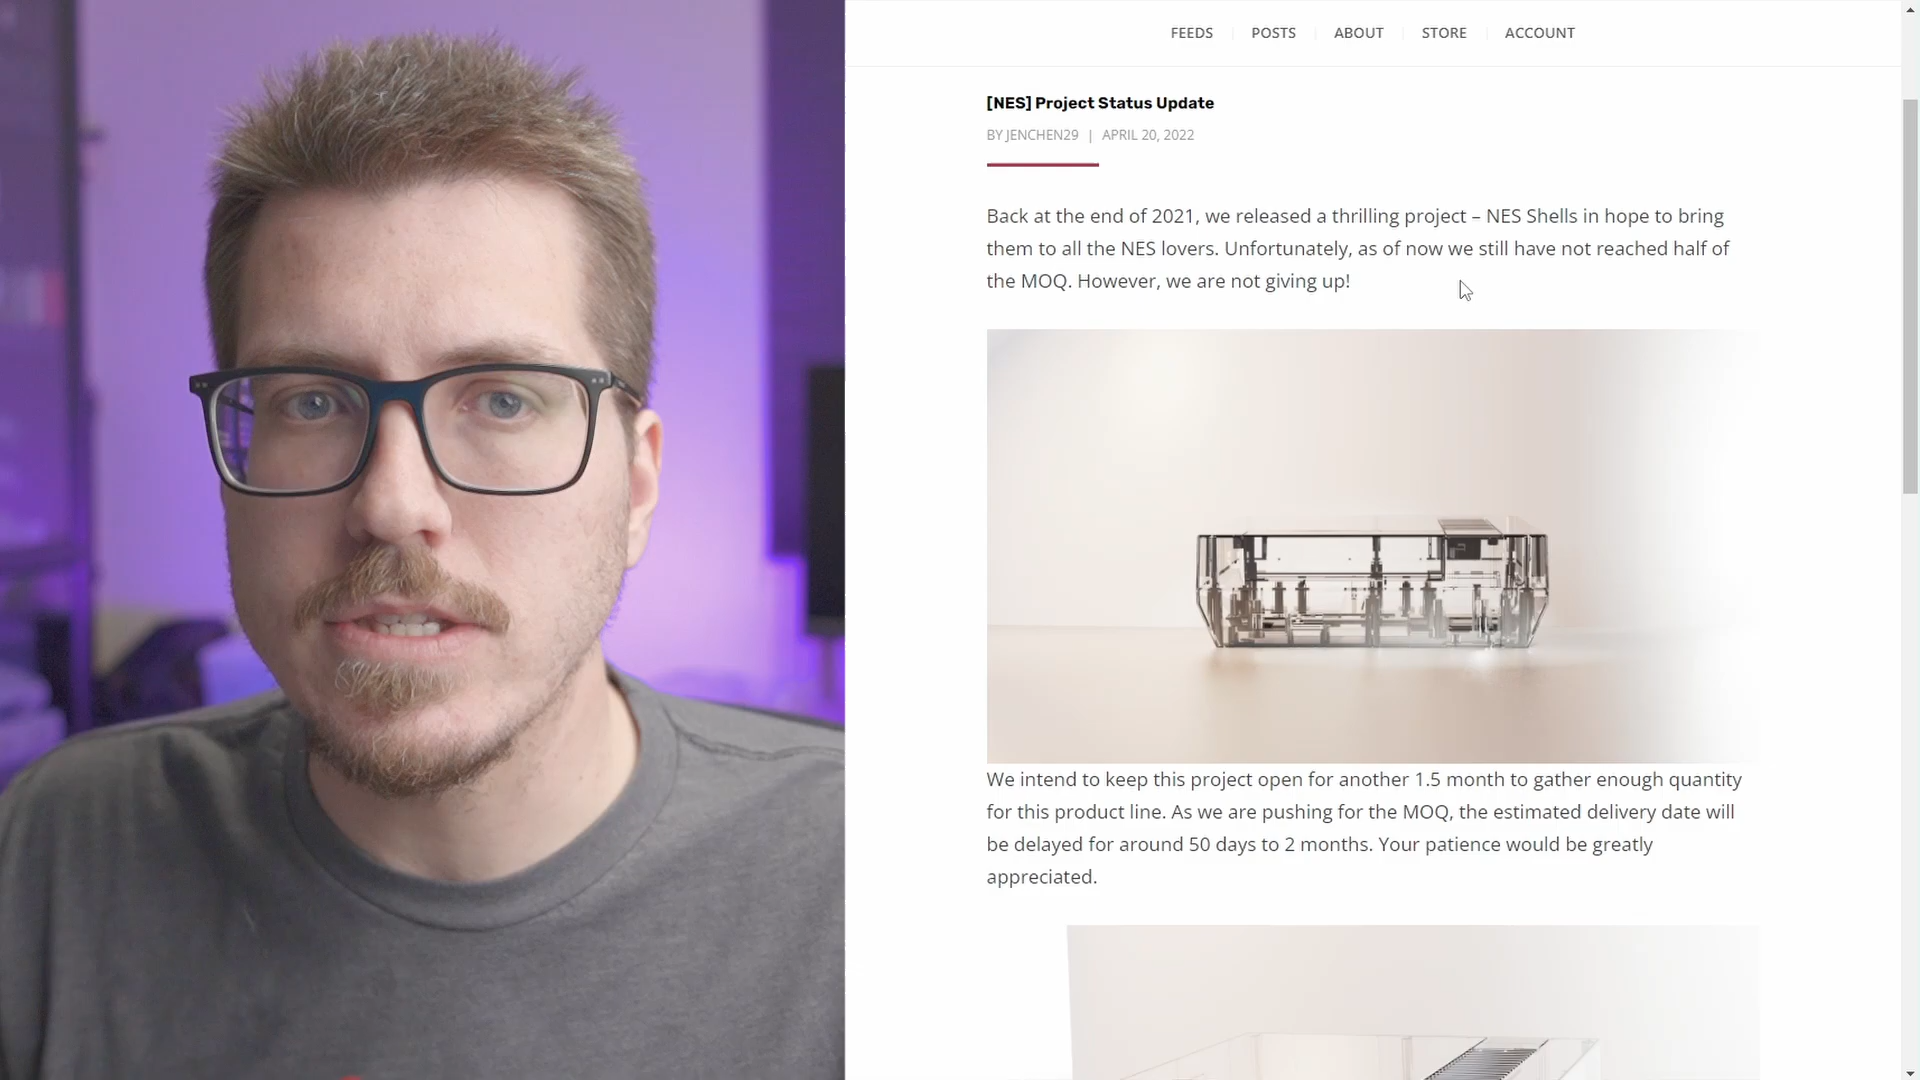 FEEDS POSTS ABOUT STORE ACCOUNT
[NES] Project Status Update
BY JENCHEN29 | APRIL 20, 2022
Back at the end of 2021, we released a thrilling project – NES Shells in hope to bring
them to all the NES lovers. Unfortunately, as of now we still have not reached half of
the MOQ. However, we are not giving up!
We intend to keep this project open for another 1.5 month to gather enough quantity
for this product line. As we are pushing for the MOQ, the estimated delivery date will
be delayed for around 50 days to 2 months. Your patience would be greatly
appreciated.